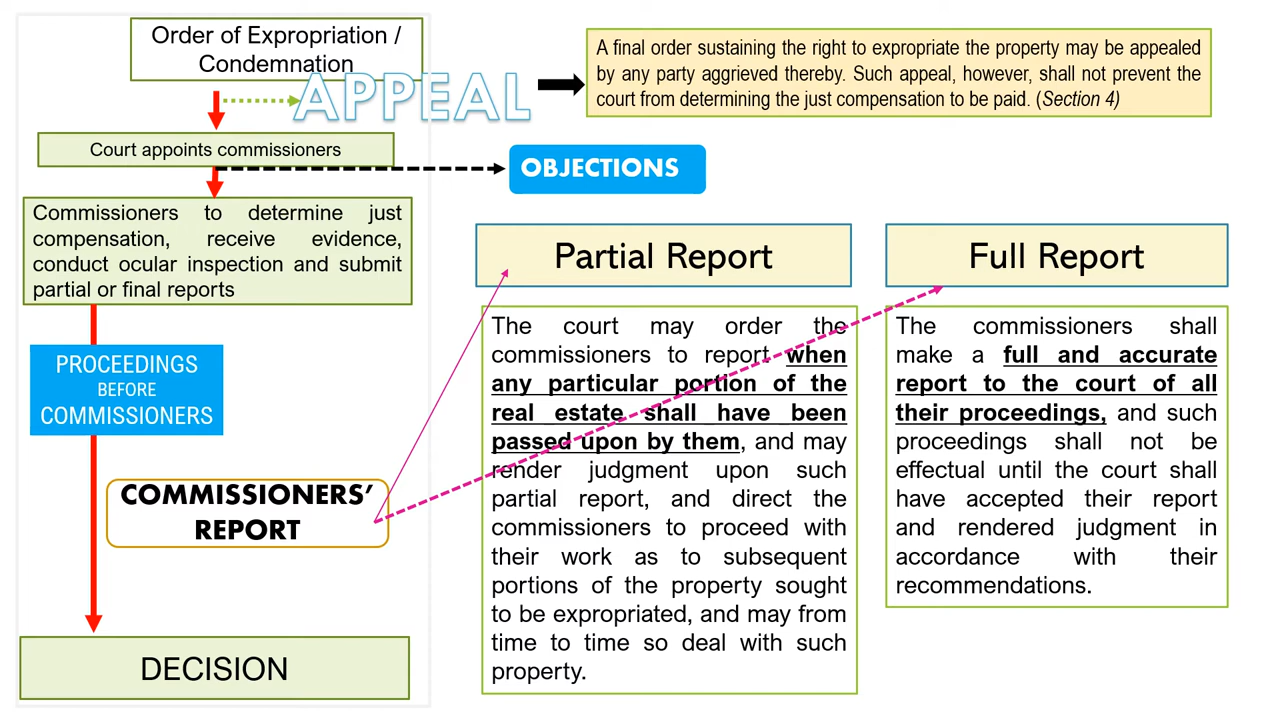 Order of Expropriation /
Condemnation
APPEAL
A final order sustaining the right to expropriate the property may be appealed
by any party aggrieved thereby. Such appeal, however, shall not prevent the
court from determining the just compensation to be paid. (Section 4)
Court appoints commissioners
OBJECTIONS
Commissioners to determine just
compensation, receive evidence,
conduct ocular inspection and submit
partial or final reports
PROCEEDINGS
BEFORE
COMMISSIONERS
COMMISSIONERS’
REPORT
DECISION
Partial Report
The court may order the
commissioners to report when
any particular portion of the
real estate shall have been
passed upon by them, and may
render judgment upon such
partial report, and direct the
commissioners to proceed with
their work as to subsequent
portions of the property sought
to be expropriated, and may from
time to time so deal with such
property.
Full Report
The commissioners shall
make a full and accurate
report to the court of all
their proceedings, and such
proceedings shall not be
effectual until the court shall
have accepted their report
and rendered judgment in
accordance with their
recommendations.